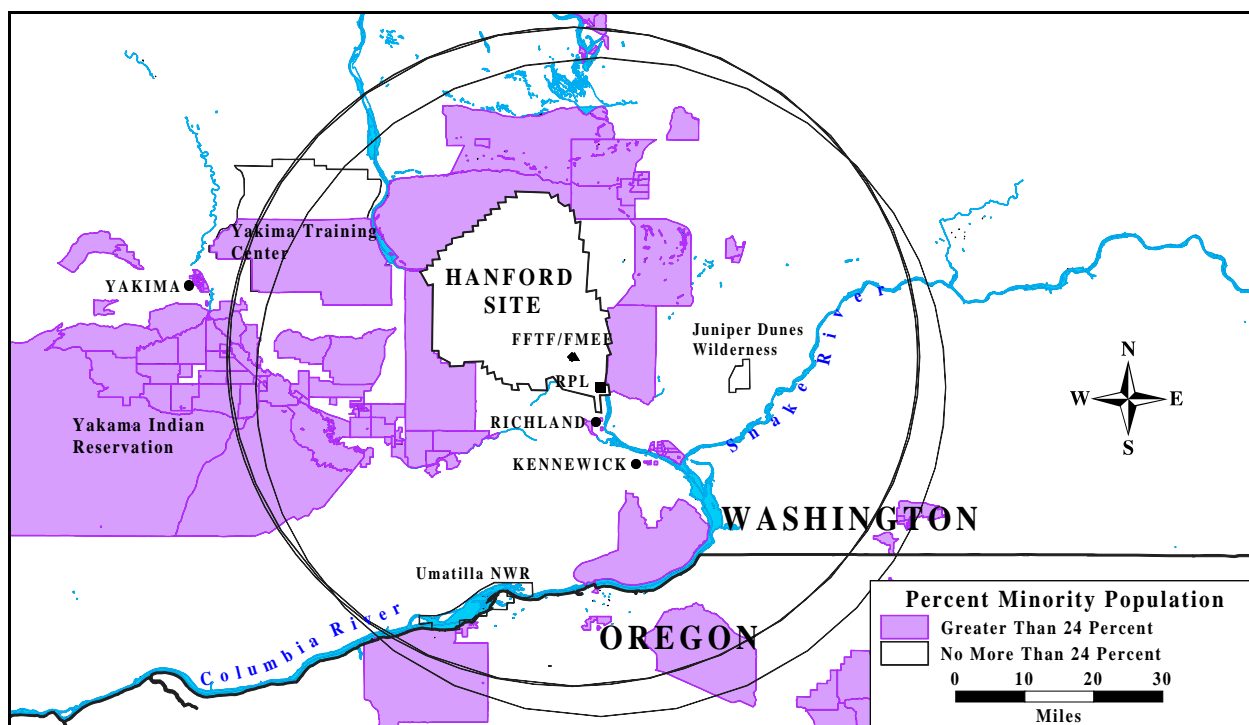 Yakima Training
Center
YAKIMA
HANFORD
SITE
FFTF/FMEF
Juniper Dunes
Wilderness
RPL
N
W
E
S
Yakama Indian
Reservation
RICHLAND
KENNEWICK
Snake River
WASHINGTON
Umatilla NWR
Columbia River
OREGON
Percent Minority Population
Greater Than 24 Percent
No More Than 24 Percent
0 10 20 30
Miles